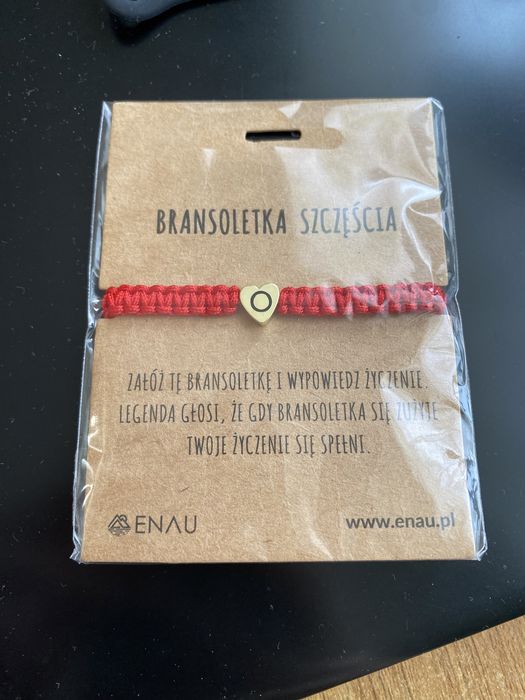 BRANSOLETKA SZCZĘŚCIA
O
ZAŁÓŻ TĘ BRANSOLETKĘ I WYPOWIEDZ ŻYCZENIE.
LEGENDA GŁOSI, ŻE GDY BRANSOLETKA SIĘ ZUŻYJE
TWOJE ŻYCZENIE SIĘ SPEŁNI.
ENAU
www.enau.pl